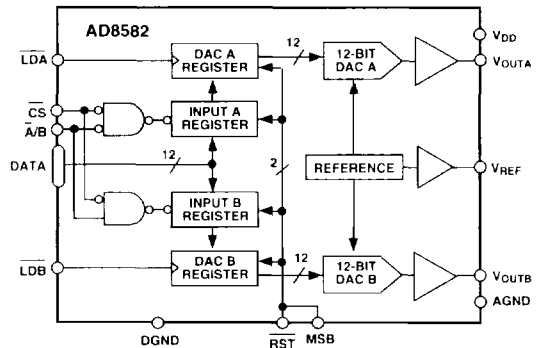 AD8582
VDD
LDA
DAC A
REGISTER
12
12-BIT
DAC A
VOUTA
CS
A/B
INPUT A
REGISTER
DATA
12
2
REFERENCE
VREF
INPUT B
REGISTER
LDB
DAC B
REGISTER
12
12-BIT
DAC B
VOUTB
AGND
DGND
RST
MSB